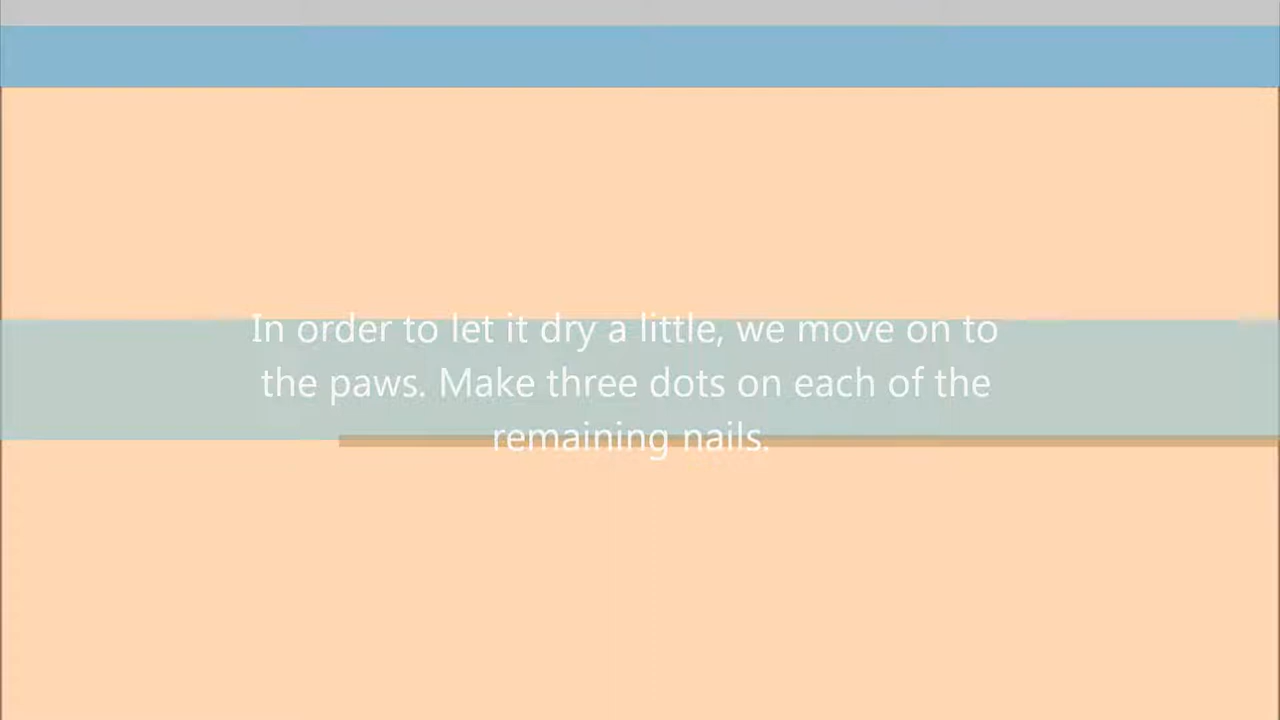 In order to let it dry a little, we move on to
the paws. Make three dots on each of the
remaining nails.